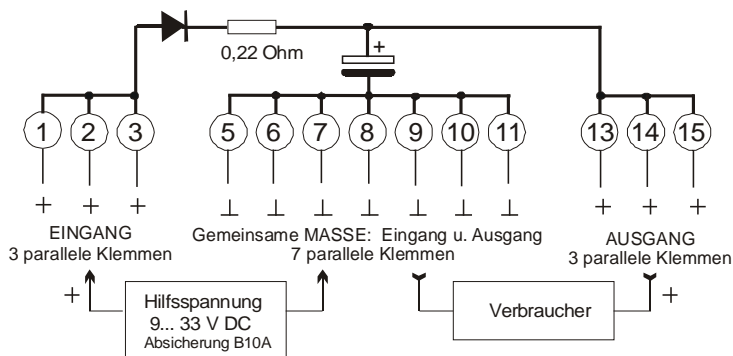 0,22 Ohm
+
1 2 3 5 6 7 8 9 10 11 13 14 15
+ + + ⊥ ⊥ ⊥ ⊥ ⊥ ⊥ ⊥ + + +
EINGANG
3 parallele Klemmen
Gemeinsame MASSE: Eingang u. Ausgang
7 parallele Klemmen
AUSGANG
3 parallele Klemmen
+
Hilfsspannung
9... 33 V DC
Absicherung B10A
Verbraucher
+